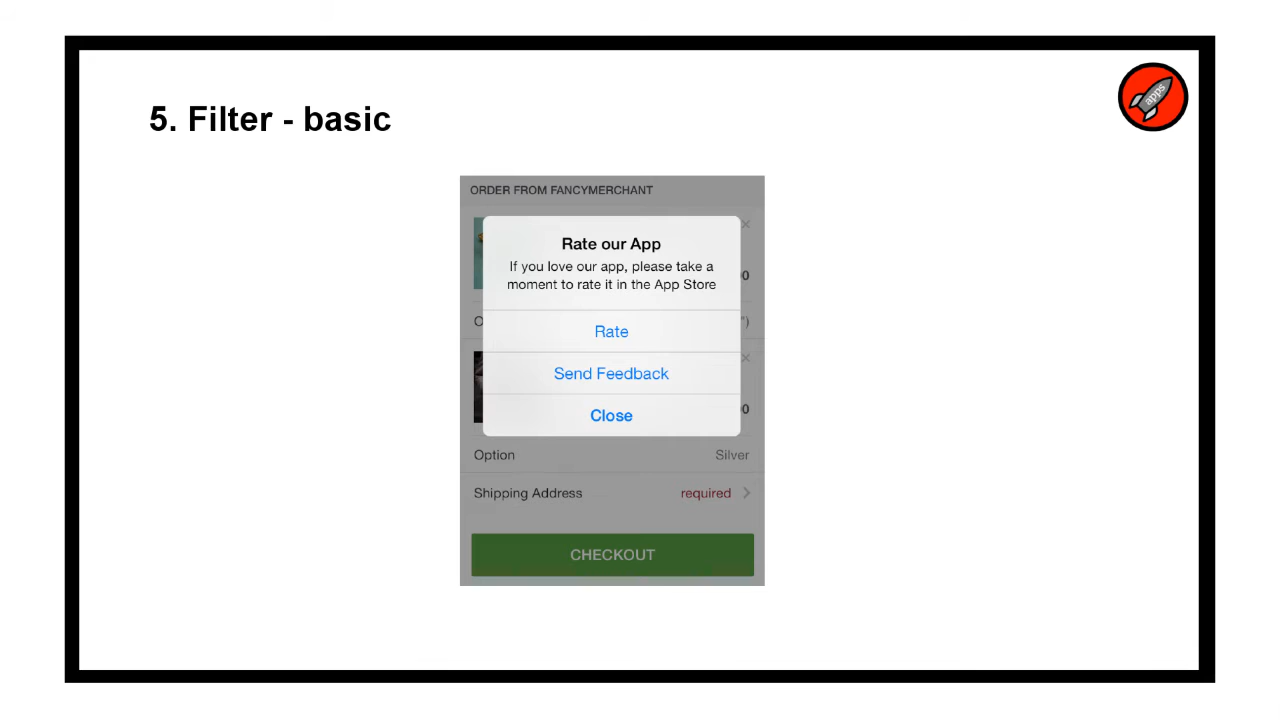 5. Filter - basic
apps
ORDER FROM FANCYMERCHANT
Rate our App
If you love our app, please take a
moment to rate it in the App Store
Rate
Send Feedback
Close
Option Silver
Shipping Address required
CHECKOUT